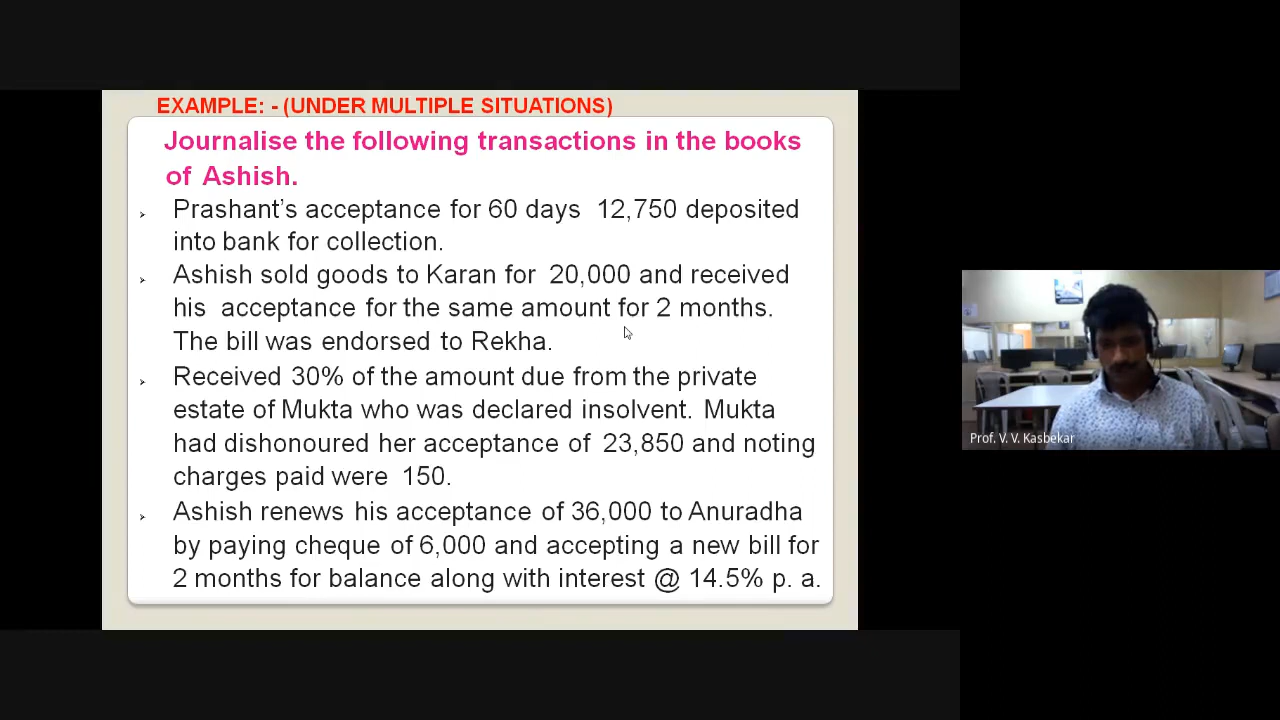 EXAMPLE: - (UNDER MULTIPLE SITUATIONS)
Journalise the following transactions in the books
of Ashish.
Prashant's acceptance for 60 days 12,750 deposited
into bank for collection.
Ashish sold goods to Karan for 20,000 and received
his acceptance for the same amount for 2 months.
The bill was endorsed to Rekha.
Received 30% of the amount due from the private
estate of Mukta who was declared insolvent. Mukta
had dishonoured her acceptance of 23,850 and noting
charges paid were 150.
Ashish renews his acceptance of 36,000 to Anuradha
by paying cheque of 6,000 and accepting a new bill for
2 months for balance along with interest @ 14.5% p. a.
Prof. V. V. Kasbekar